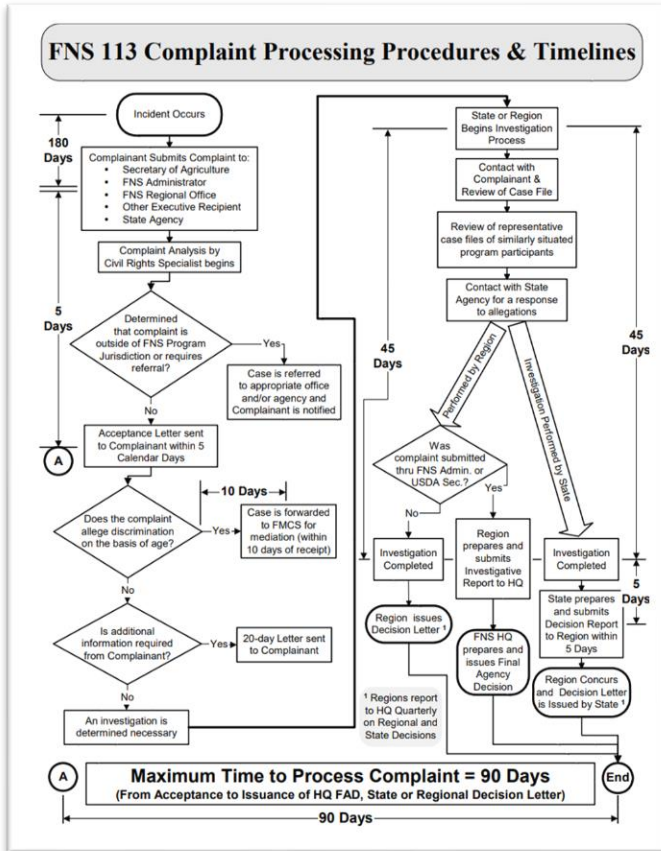 FNS 113 Complaint Processing Procedures & Timelines
Incident Occurs
180
Days
Complainant Submits Complaint to:
• Secretary of Agriculture
• FNS Administrator
• FNS Regional Office
• Other Executive Recipient
• State Agency
Complaint Analysis by
Civil Rights Specialist begins
5
Days
Determined
that complaint is
outside of FNS Program
Jurisdiction or requires
referral?
Yes
Case is referred
to appropriate office
and/or agency and
Complainant is notified
No
Acceptance Letter sent
to Complainant within 5
Calendar Days
A
10 Days
Does the complaint
allege discrimination
on the basis of age?
Yes
Case is forwarded
to FMCS for
mediation (within
10 days of receipt)
No
Is additional
information required
from Complainant?
Yes
20-day Letter sent
to Complainant
No
An investigation is
determined necessary
State or Region
Begins Investigation
Process
Contact with
Complainant &
Review of Case File
Review of representative
case files of similarly situated
program participants
Contact with State
Agency for a response
to allegations
45
Days
45
Days
Performed by Region
Investigation Performed by State
Was
complaint submitted
thru FNS Admin. or
USDA Sec.?
No
Yes
Investigation
Completed
Region
prepares and
submits
Investigative
Report to HQ
Investigation
Completed
5
Days
Region issues
Decision Letter ¹
FNS HQ
prepares and
issues Final
Agency
Decision
State prepares
and submits
Decision Report
to Region within
5 Days
Region Concurs
and Decision Letter
is Issued by State ¹
¹ Regions report
to HQ Quarterly
on Regional and
State Decisions
A
Maximum Time to Process Complaint = 90 Days
(From Acceptance to Issuance of HQ FAD, State or Regional Decision Letter)
End
90 Days